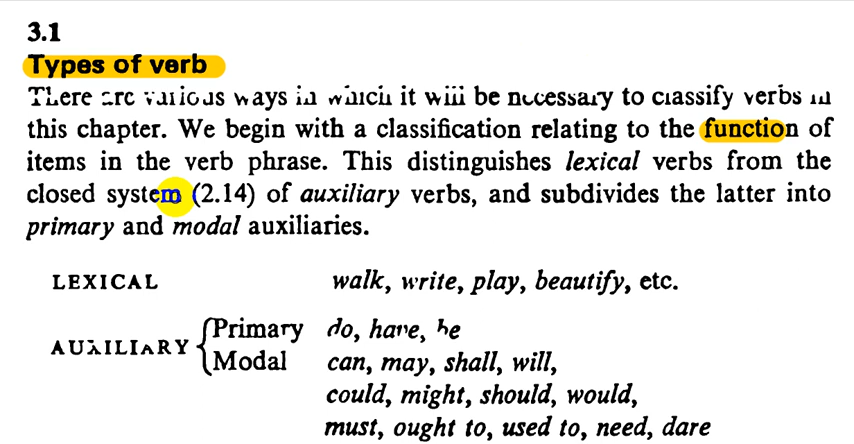 3.1
Types of verb
There are various ways in which it will be necessary to classify verbs in
this chapter. We begin with a classification relating to the function of
items in the verb phrase. This distinguishes lexical verbs from the
closed system (2.14) of auxiliary verbs, and subdivides the latter into
primary and modal auxiliaries.
LEXICAL walk, write, play, beautify, etc.
AUXILIARY Primary do, have, be
Modal can, may, shall, will,
could, might, should, would,
must, ought to, used to, need, dare